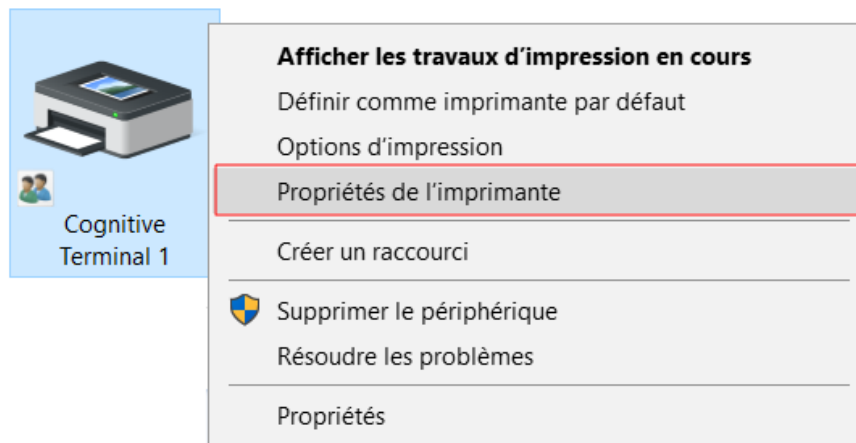 Cognitive
Terminal 1
Afficher les travaux d’impression en cours
Définir comme imprimante par défaut
Options d’impression
Propriétés de l’imprimante
Créer un raccourci
Supprimer le périphérique
Résoudre les problèmes
Propriétés